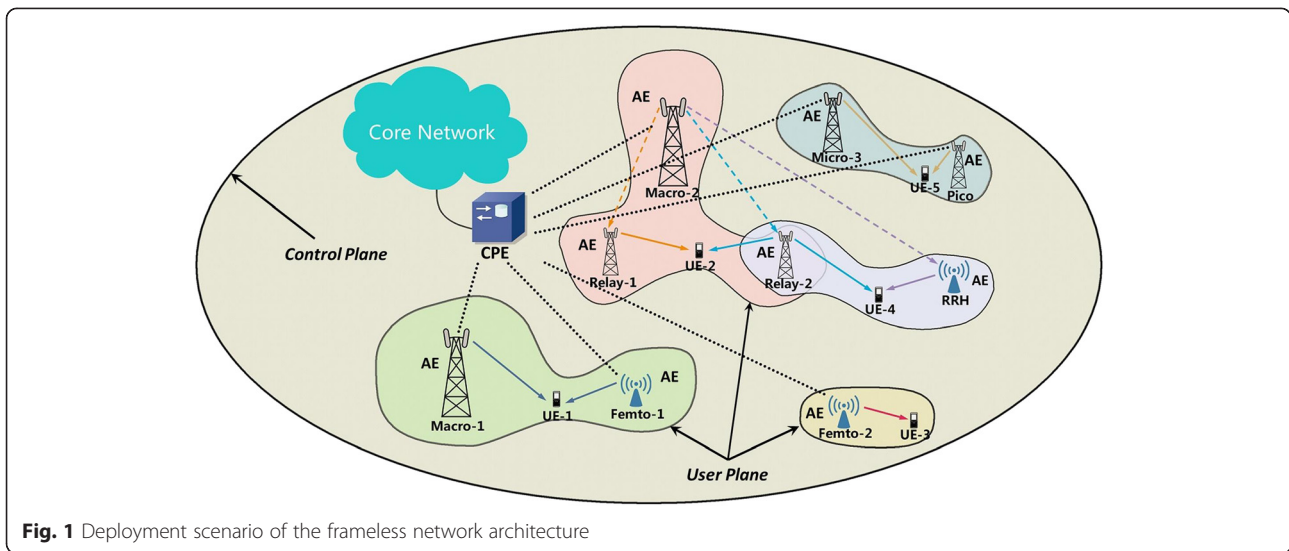 Core Network
CPE
Control Plane
AE
Macro-2
AE
Relay-1
UE-2
AE
Relay-2
UE-4
AE
RRH
AE
Micro-3
UE-5
AE
Pico
AE
Macro-1
UE-1
AE
Femto-1
AE
Femto-2
UE-3
User Plane
Fig. 1 Deployment scenario of the frameless network architecture